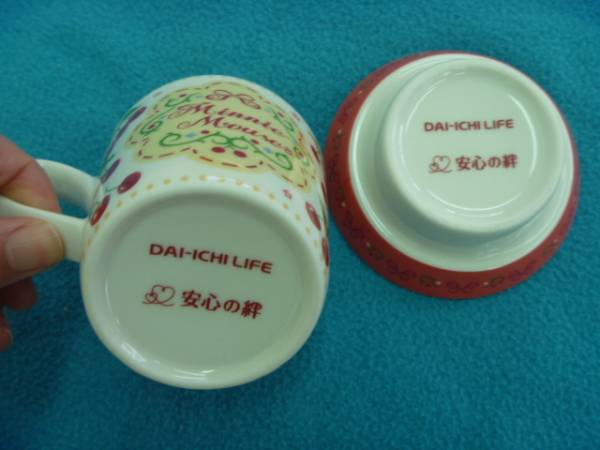 Minnie
Mouse
DAI-ICHI LIFE
安心の絆
DAI-ICHI LIFE
安心の絆